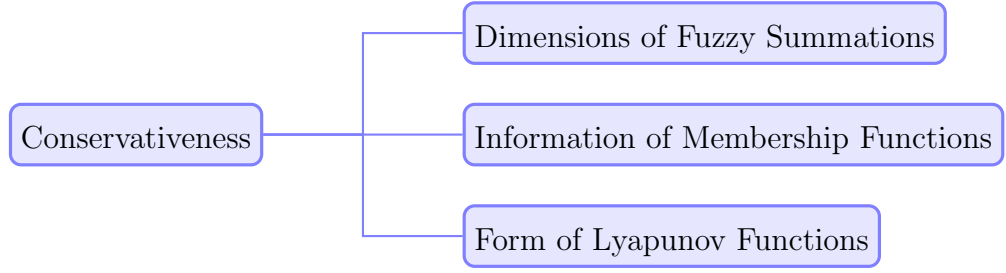 Dimensions of Fuzzy Summations
Conservativeness
Information of Membership Functions
Form of Lyapunov Functions